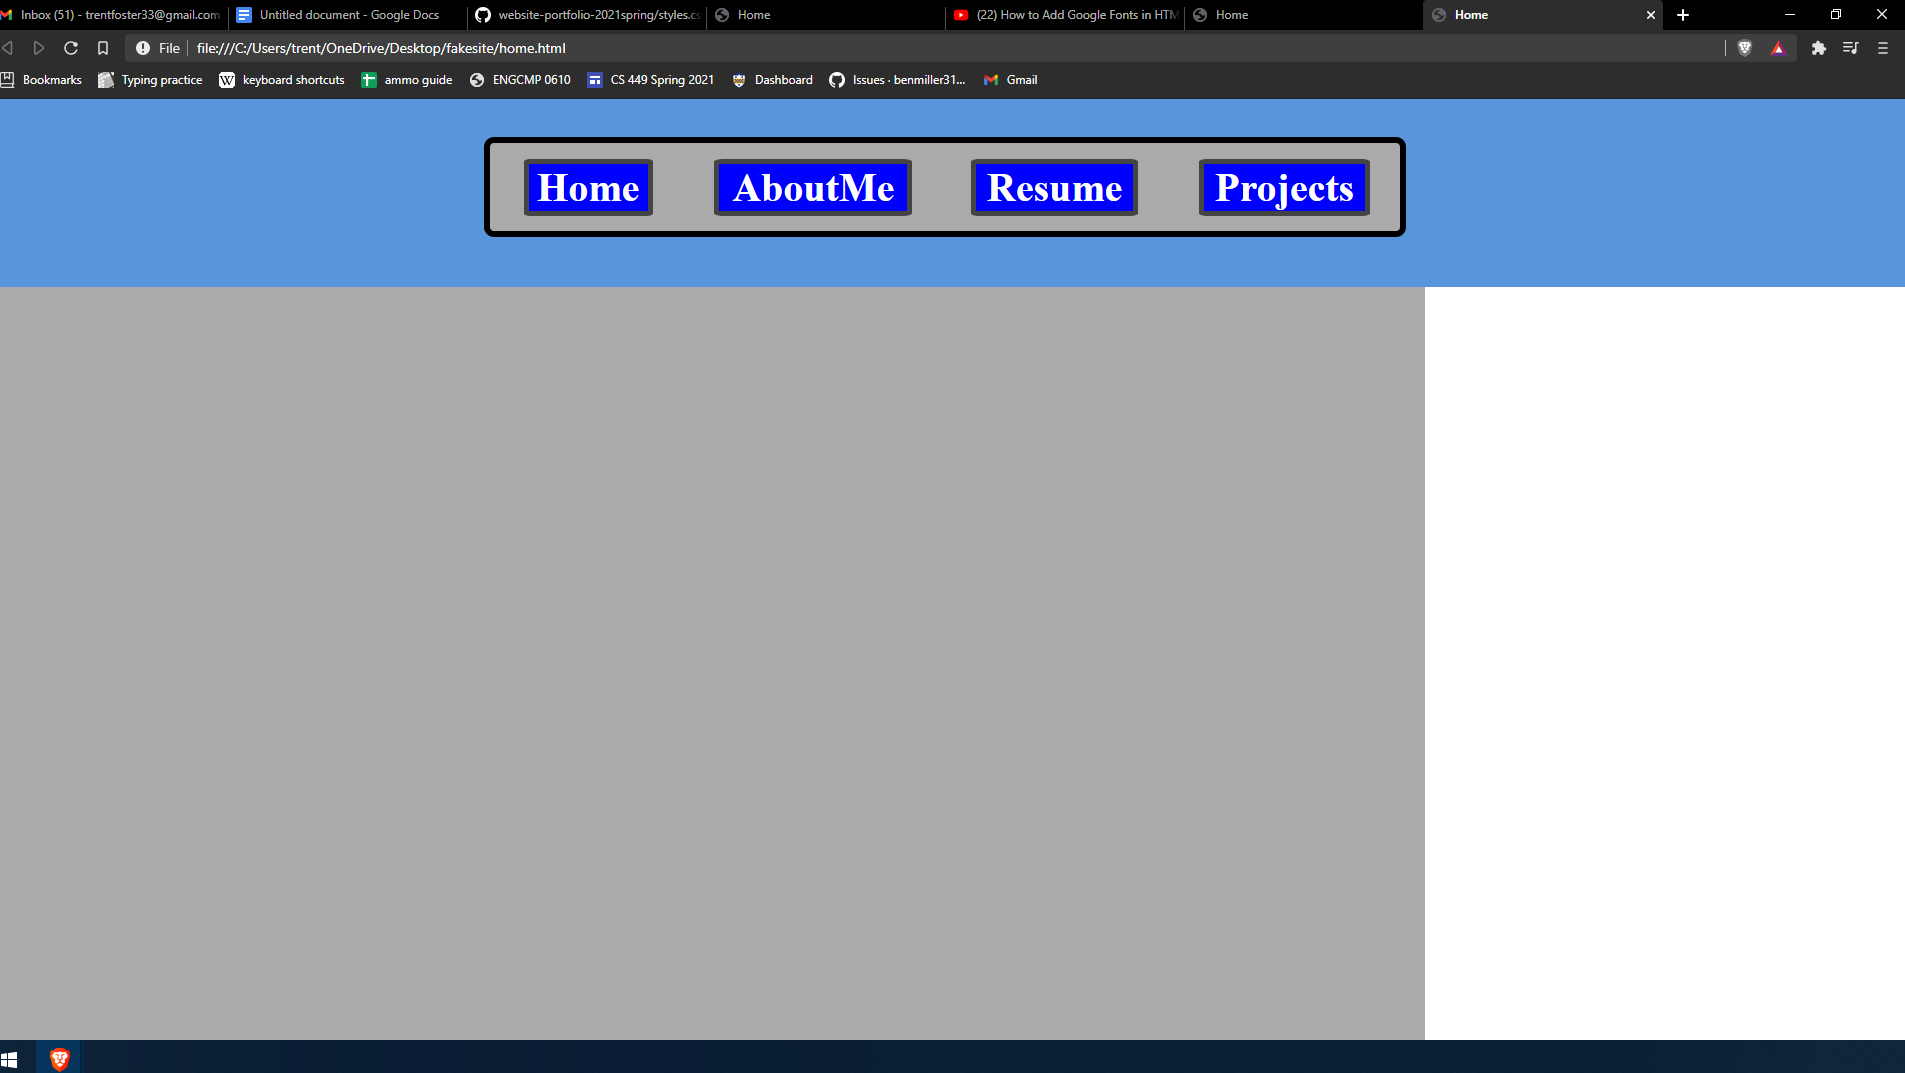 Inbox (51) - trentfoster33@gmail.com Untitled document - Google Docs website-portfolio-2021spring/styles.cs Home (22) How to Add Google Fonts in HTM Home Home
File file:///C:/Users/trent/OneDrive/Desktop/fakesite/home.html
Bookmarks Typing practice W keyboard shortcuts ammo guide ENGCMP 0610 CS 449 Spring 2021 Dashboard Issues · benmiller31... Gmail
Home AboutMe Resume Projects